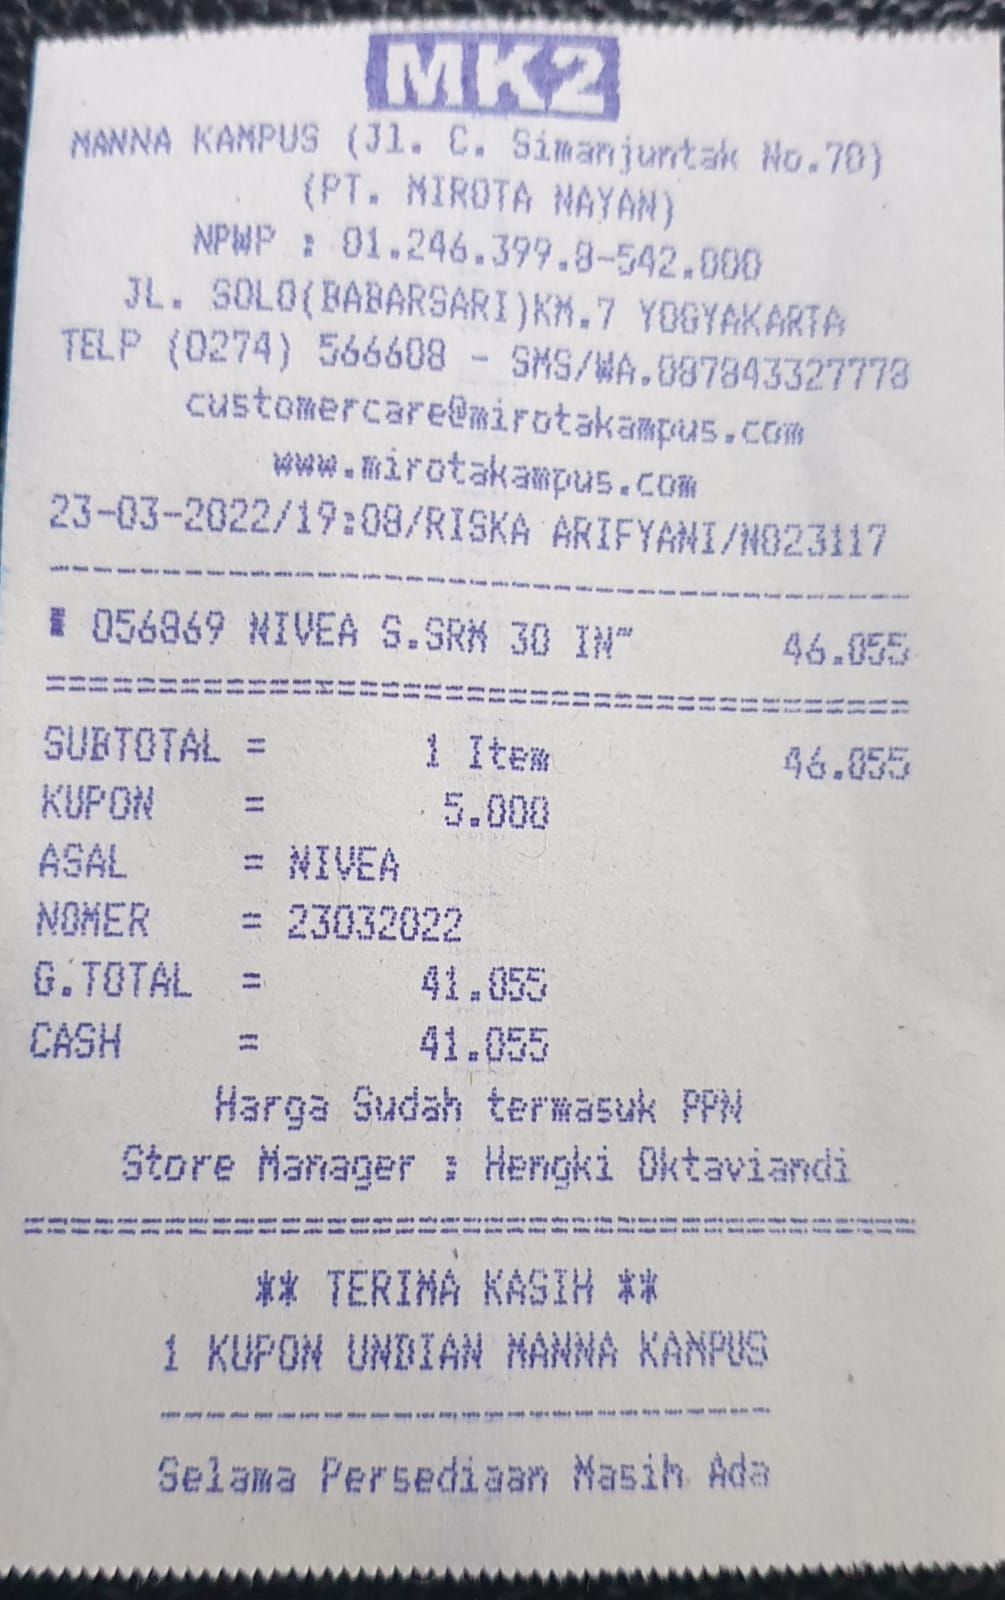 MK2
MANNA KAMPUS (Jl. C. Simanjuntak No.70)
(PT. MIROTA NAYAN)
NPWP : 01.246.399.8-542.000
JL. SOLO(BABARSARI)KM.7 YOGYAKARTA
TELP (0274) 566608 - SMS/WA.087843327778
customercare@mirotakampus.com
www.mirotakampus.com
23-03-2022/19:08/RISKA ARIFYANI/N023117
056869 NIVEA S.SRM 30 IN~ 46.055
SUBTOTAL = 1 Item 46.055
KUPON = 5.000
ASAL = NIVEA
NOMER = 23032022
G.TOTAL = 41.055
CASH = 41.055
Harga Sudah termasuk PPN
Store Manager : Hengki Oktaviandi
** TERIMA KASIH **
1 KUPON UNDIAN MANNA KAMPUS
Selama Persediaan Masih Ada